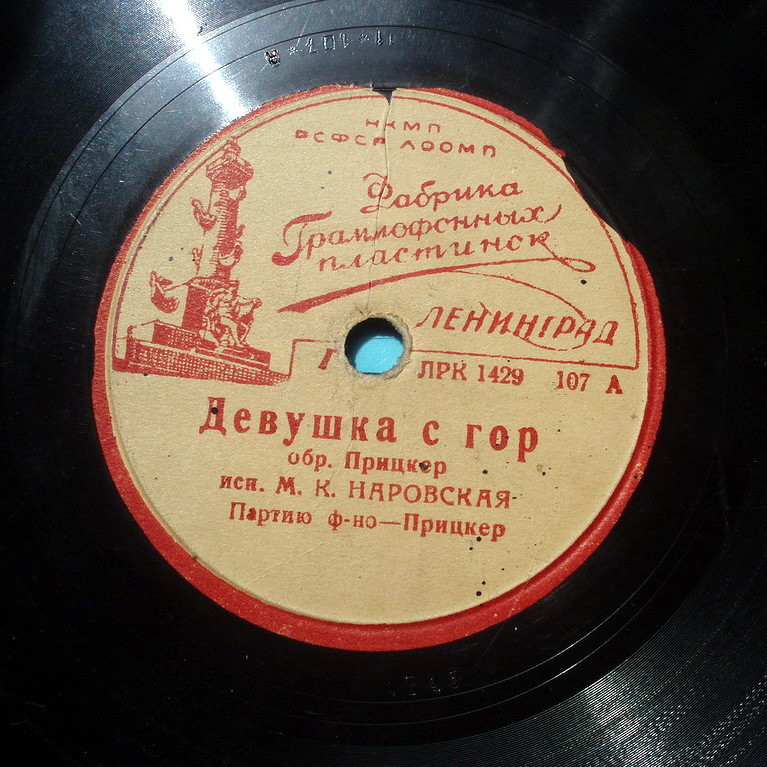 НКМП
РСФСР ЛООМП
Фабрика
Граммофонных
пластинок
ЛЕНИНГРАД
Г ЛРК 1429 107 А
Девушка с гор
обр. Прицкер
исп. М. К. НАРОВСКАЯ
Партию ф-но—Прицкер